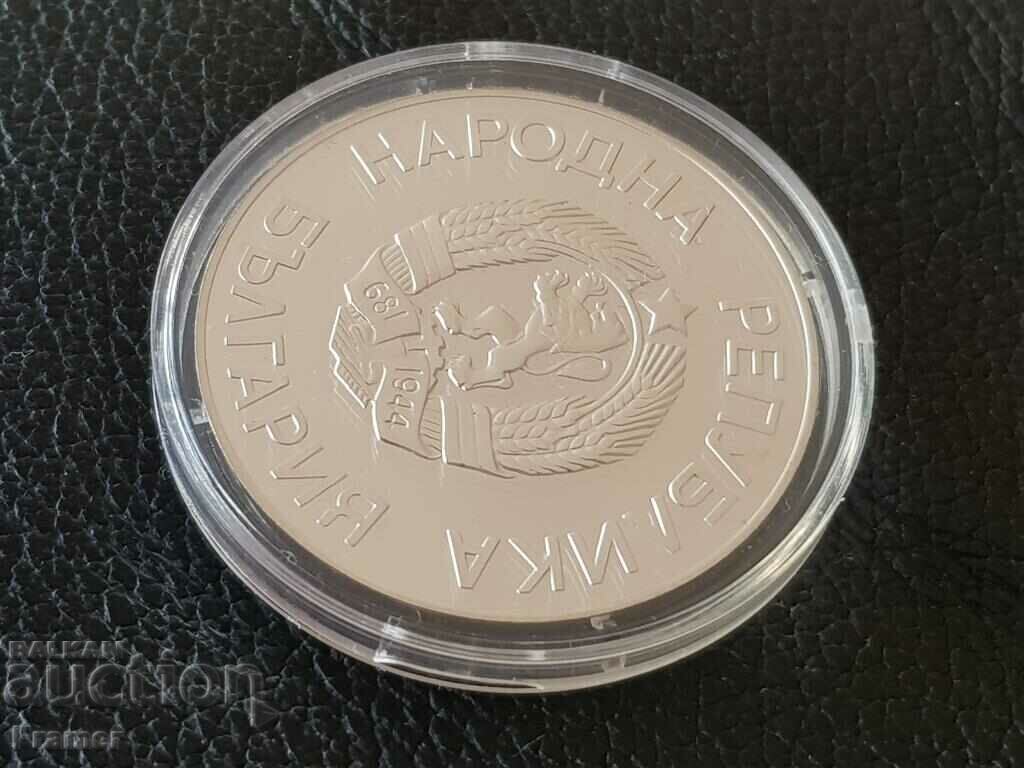 НАРОДНА РЕПУБЛИКА
БЪЛГАРИЯ
681-1944
BALKAN
auction
Framer